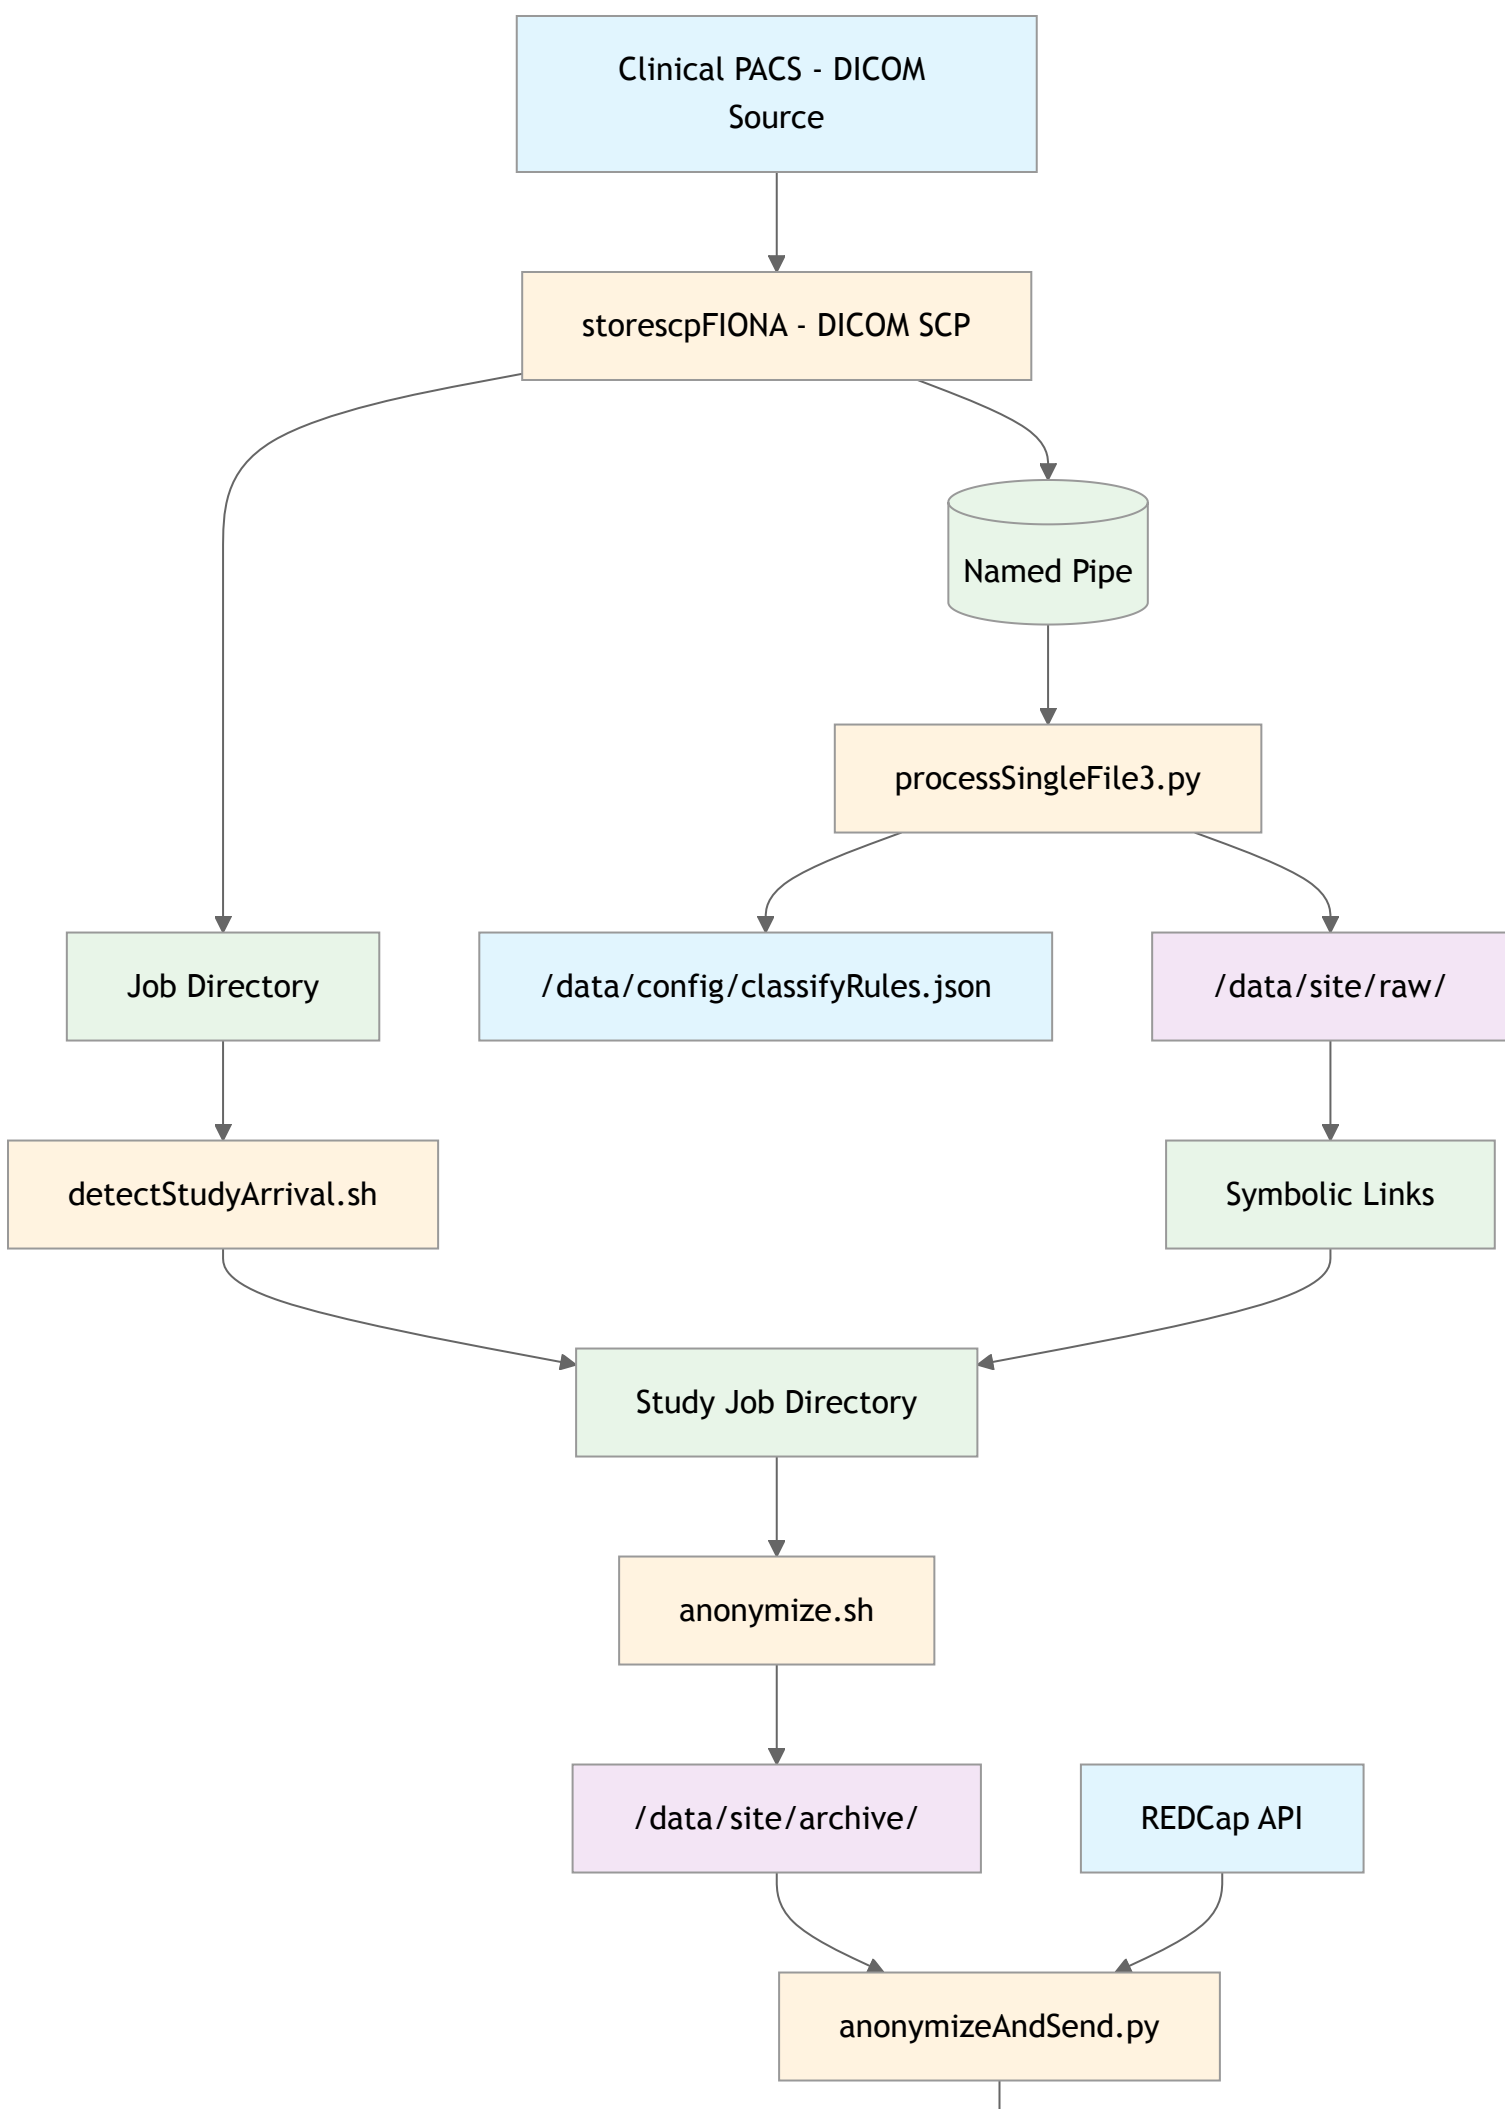 Clinical PACS - DICOM
Source
storescpFIONA - DICOM SCP
Named Pipe
processSingleFile3.py
Job Directory
/data/config/classifyRules.json
/data/site/raw/
detectStudyArrival.sh
Symbolic Links
Study Job Directory
anonymize.sh
/data/site/archive/
REDCap API
anonymizeAndSend.py